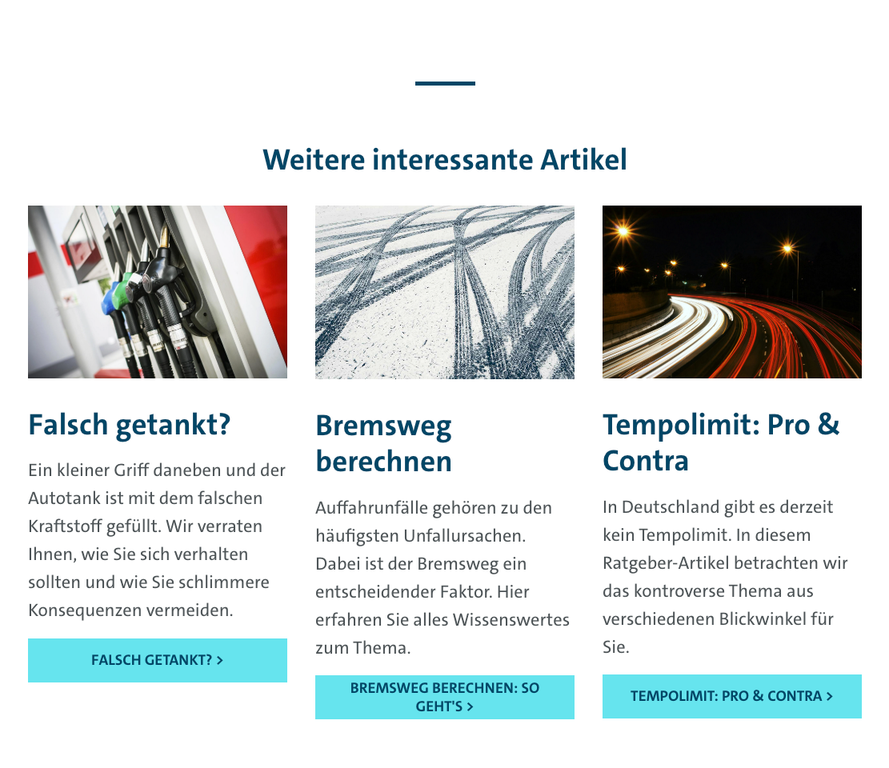 Weitere interessante Artikel
Falsch getankt?
Ein kleiner Griff daneben und der
Autotank ist mit dem falschen
Kraftstoff gefüllt. Wir verraten
Ihnen, wie Sie sich verhalten
sollten und wie Sie schlimmere
Konsequenzen vermeiden.
FALSCH GETANKT? >
Bremsweg
berechnen
Auffahrunfälle gehören zu den
häufigsten Unfallursachen.
Dabei ist der Bremsweg ein
entscheidender Faktor. Hier
erfahren Sie alles Wissenswertes
zum Thema.
BREMSWEG BERECHNEN: SO
GEHT'S >
Tempolimit: Pro &
Contra
In Deutschland gibt es derzeit
kein Tempolimit. In diesem
Ratgeber-Artikel betrachten wir
das kontroverse Thema aus
verschiedenen Blickwinkel für
Sie.
TEMPOLIMIT: PRO & CONTRA >